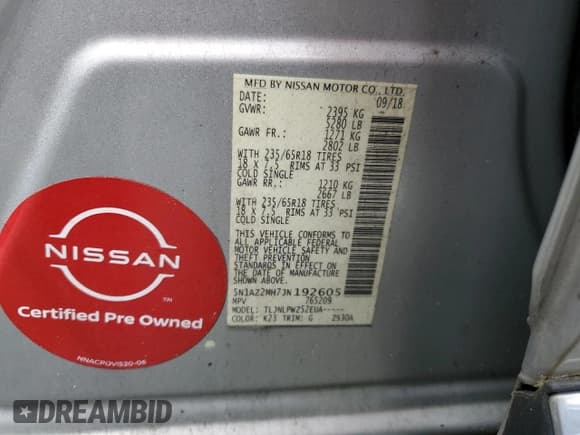 MFD BY NISSAN MOTOR CO., LTD.
DATE: 09/18
GVWR: 2395 KG
5280 LB
GAWR FR.: 1271 KG
2802 LB
WITH 235/65R18 TIRES
18 X 7.5 RIMS AT 33 PSI
COLD SINGLE
GAWR RR.: 1210 KG
2667 LB
WITH 235/65R18 TIRES
18 X 7.5 RIMS AT 33 PSI
COLD SINGLE
THIS VEHICLE CONFORMS TO
ALL APPLICABLE FEDERAL
MOTOR VEHICLE SAFETY AND
THEFT PREVENTION
STANDARDS IN EFFECT ON
THE DATE OF MANUFACTURE
SHOWN ABOVE.
5N1AZ2MH7JN192605
MPV 765209
MODEL: TLJNLPWZ52EUA-----
COLOR: K23 TRIM: G 2930A
NISSAN
TM
Certified Pre Owned
NNACPOVIS20-06
DREAMBID